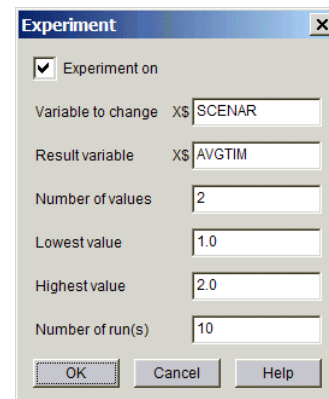 Experiment
Experiment on
Variable to change X$ SCENAR
Result variable X$ AVGTIM
Number of values 2
Lowest value 1.0
Highest value 2.0
Number of run(s) 10
OK Cancel Help